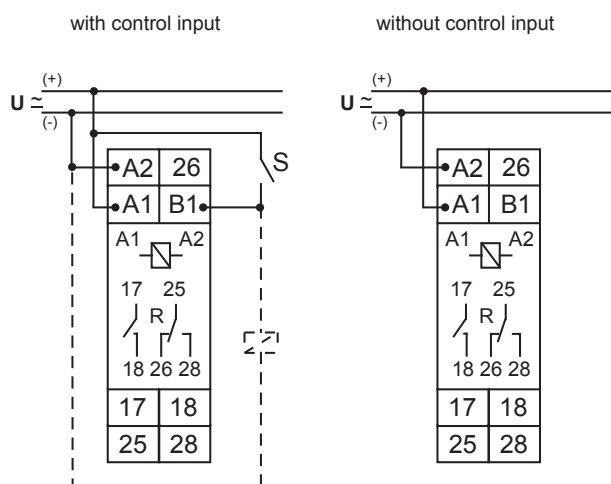 with control input
without control input
(+)
U ≃
(-)
A2 26
S
A1 B1
A1 A2
17 25
R
18 26 28
17 18
25 28
(+)
U ≃
(-)
A2 26
A1 B1
A1 A2
17 25
R
18 26 28
17 18
25 28